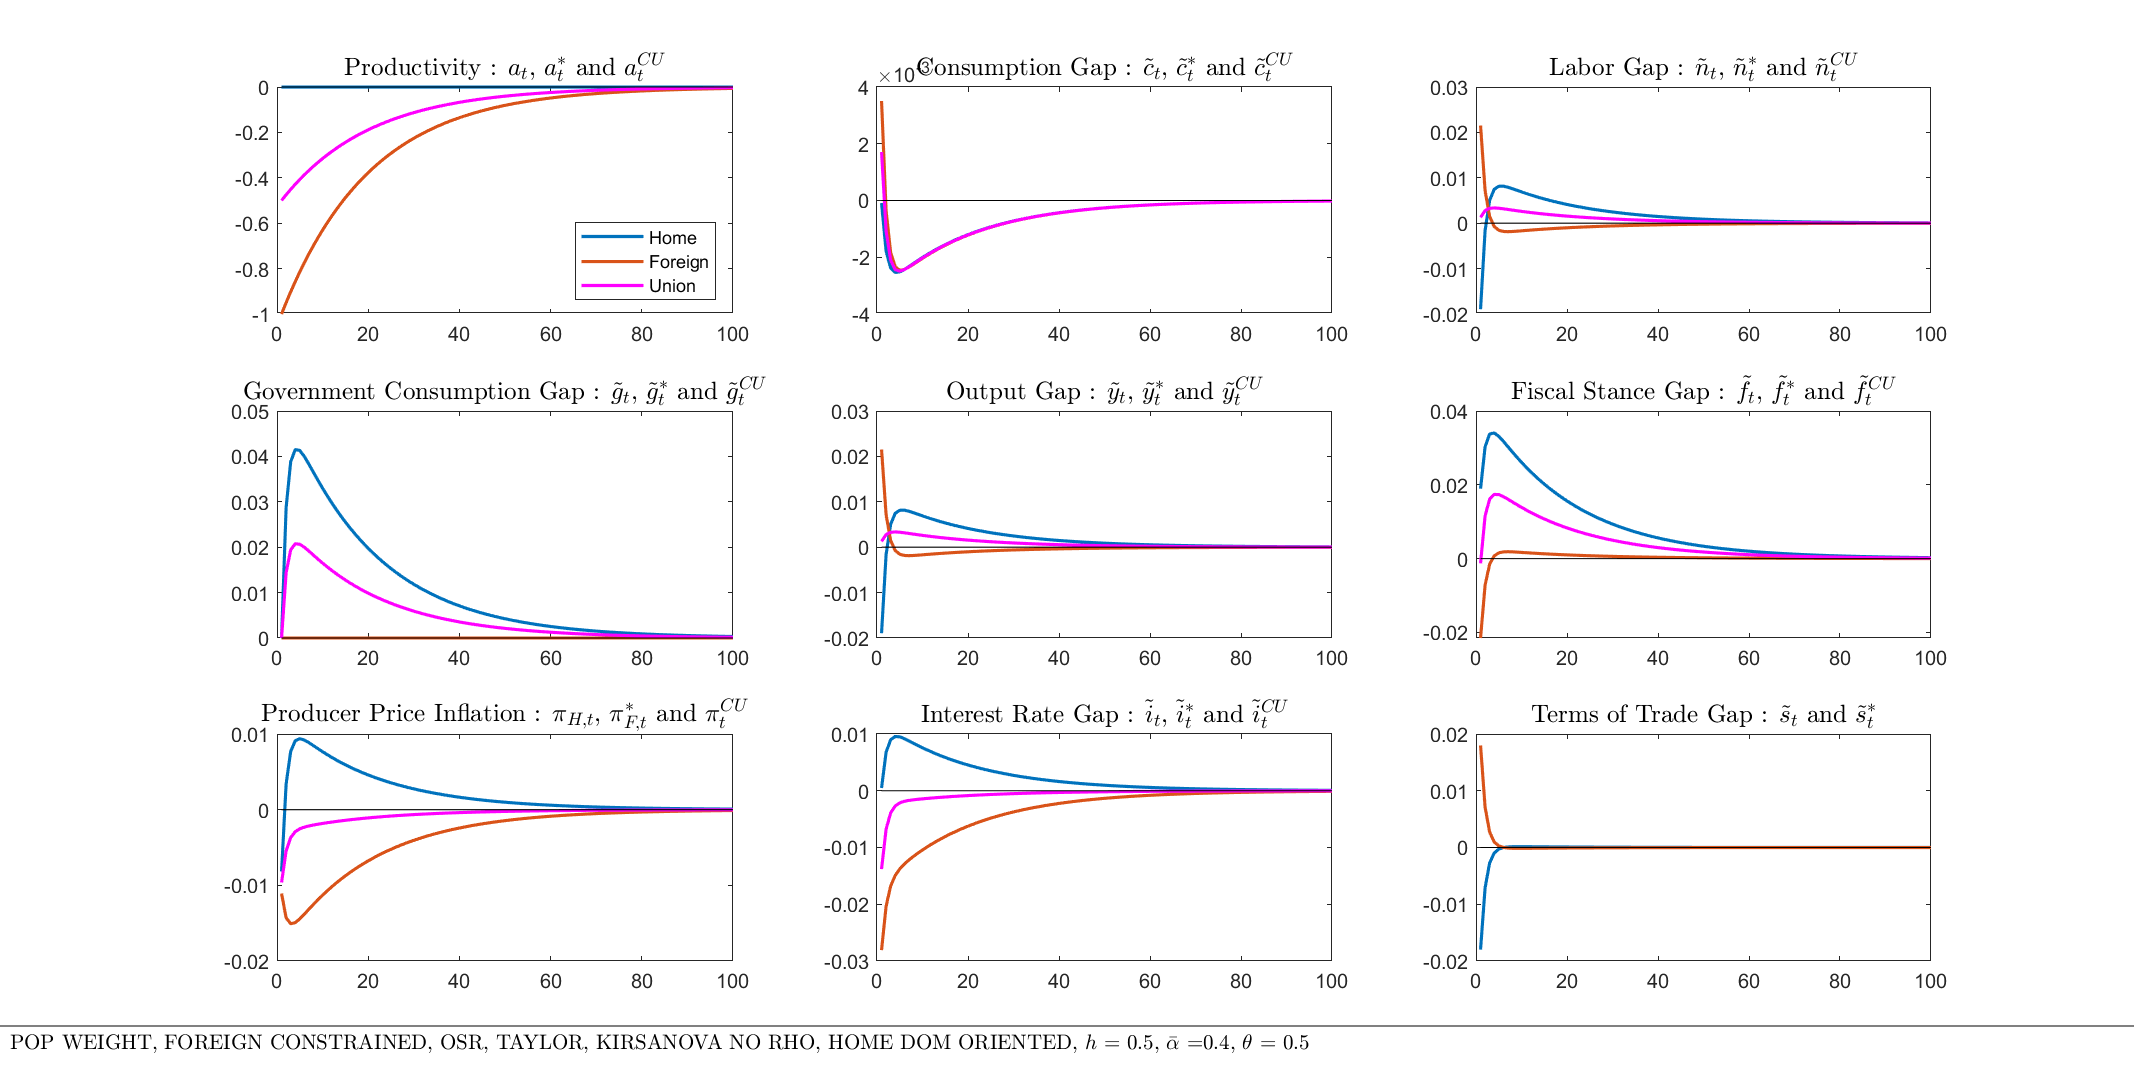 Productivity : a_t, a_t^* and a_t^{CU}
0
-0.2
-0.4
-0.6
-0.8
-1
0 20 40 60 80 100
Home
Foreign
Union
×10
Consumption Gap : c̃_t, c̃_t^* and c̃_t^{CU}
4
2
0
-2
-4
0 20 40 60 80 100
Labor Gap : ñ_t, ñ_t^* and ñ_t^{CU}
0.03
0.02
0.01
0
-0.01
-0.02
0 20 40 60 80 100
Government Consumption Gap : g̃_t, g̃_t^* and g̃_t^{CU}
0.05
0.04
0.03
0.02
0.01
0
0 20 40 60 80 100
Output Gap : ỹ_t, ỹ_t^* and ỹ_t^{CU}
0.03
0.02
0.01
0
-0.01
-0.02
0 20 40 60 80 100
Fiscal Stance Gap : f̃_t, f̃_t^* and f̃_t^{CU}
0.04
0.02
0
-0.02
0 20 40 60 80 100
Producer Price Inflation : π_{H,t}, π_{F,t}^* and π_t^{CU}
0.01
0
-0.01
-0.02
0 20 40 60 80 100
Interest Rate Gap : ĩ_t, ĩ_t^* and ĩ_t^{CU}
0.01
0
-0.01
-0.02
-0.03
0 20 40 60 80 100
Terms of Trade Gap : s̃_t and s̃_t^*
0.02
0.01
0
-0.01
-0.02
0 20 40 60 80 100
POP WEIGHT, FOREIGN CONSTRAINED, OSR, TAYLOR, KIRSANOVA NO RHO, HOME DOM ORIENTED, h = 0.5, ᾱ =0.4, θ = 0.5